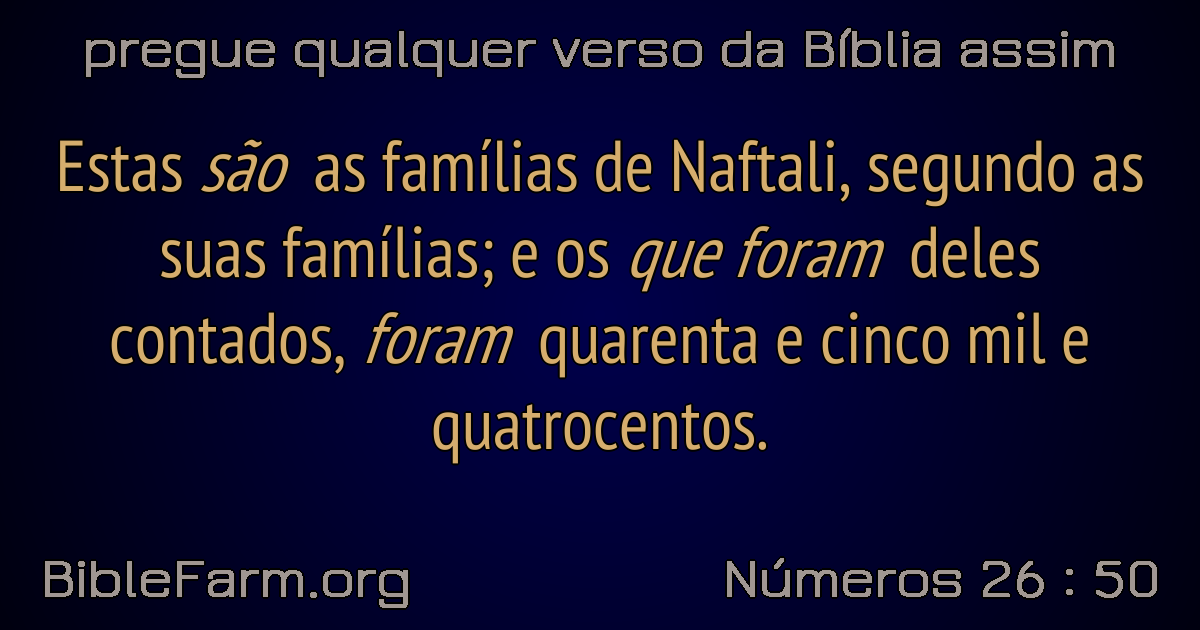 pregue qualquer verso da Bíblia assim
Estas são as famílias de Naftali, segundo as
suas famílias; e os que foram deles
contados, foram quarenta e cinco mil e
quatrocentos.
BibleFarm.org
Números 26 : 50